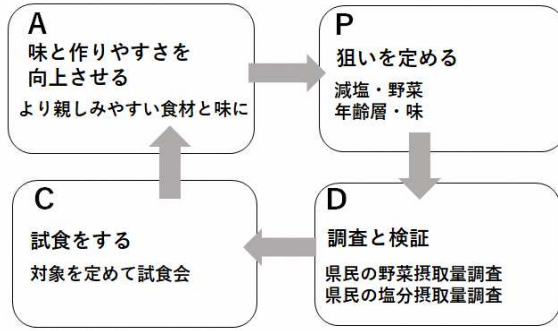 A
味と作りやすさを
向上させる
より親しみやすい食材と味に
P
狙いを定める
減塩・野菜
年齢層・味
C
試食をする
対象を定めて試食会
D
調査と検証
県民の野菜摂取量調査
県民の塩分摂取量調査